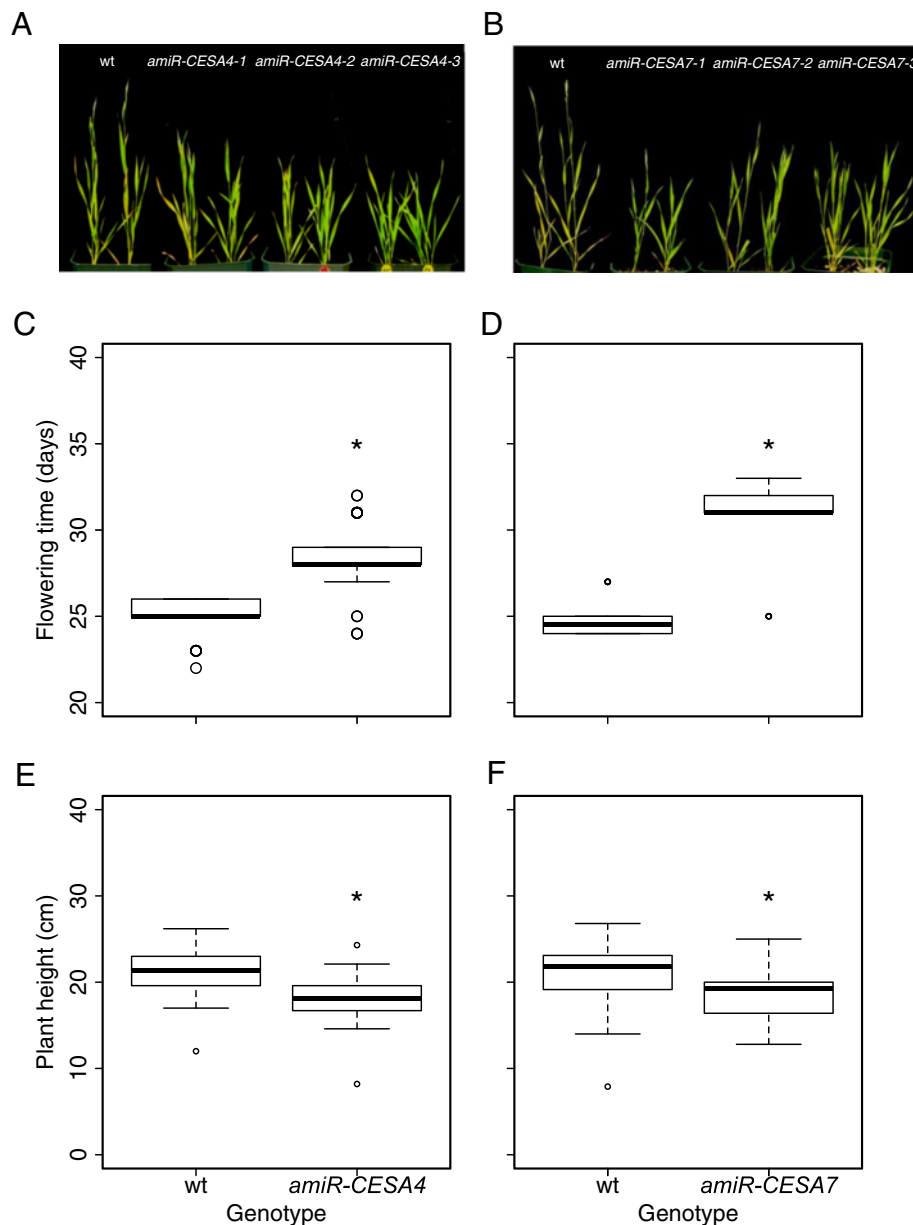 A
B
wt amiR-CESA4-1 amiR-CESA4-2 amiR-CESA4-3
wt amiR-CESA7-1 amiR-CESA7-2 amiR-CESA7-3
C
D
Flowering time (days)
40
35
30
25
20
*
*
E
F
Plant height (cm)
40
30
20
10
0
*
*
wt amiR-CESA4
Genotype
wt amiR-CESA7
Genotype